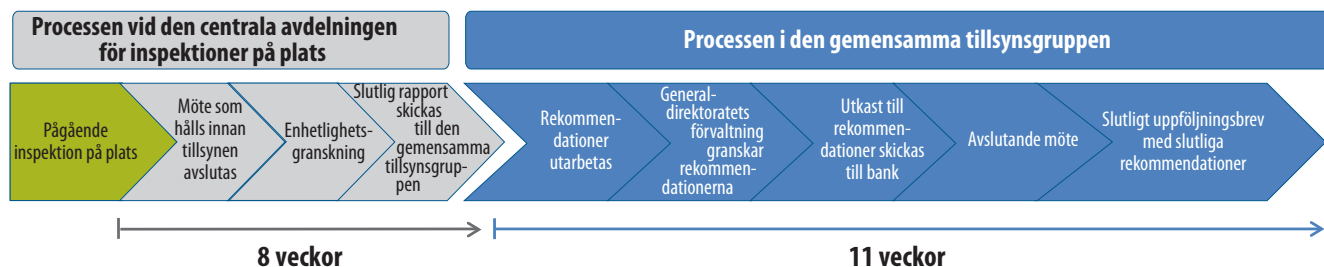 Processen vid den centrala avdelningen
för inspektioner på plats
Processen i den gemensamma tillsynsgruppen
Pågående
inspektion på plats
Möte som
hålls innan
tillsynen
avslutas
Enhetlighets-
granskning
Slutlig rapport
skickas
till den
gemensamma
tillsynsgrup-
pen
Rekommen-
dationer
utarbetas
General-
direktoratets
förvaltning
granskar
rekommen-
dationerna
Utkast till
rekommen-
dationer skickas
till bank
Avslutande möte
Slutligt uppföljningsbrev
med slutliga
rekommendationer
8 veckor
11 veckor